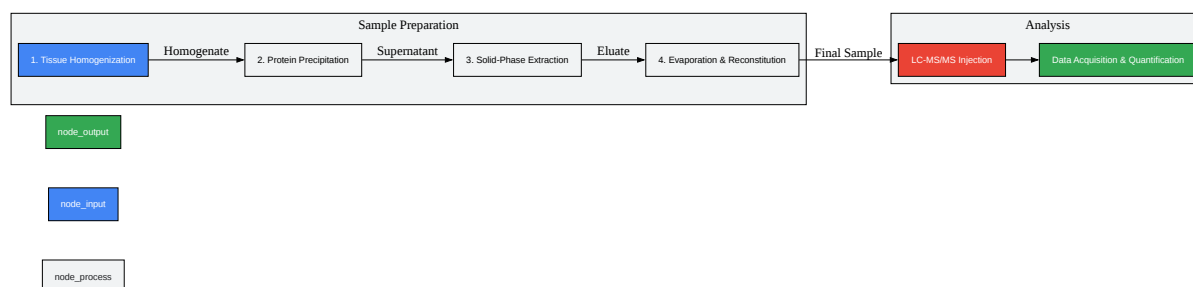 Sample Preparation
Analysis
1. Tissue Homogenization
Homogenate
2. Protein Precipitation
Supernatant
3. Solid-Phase Extraction
Eluate
4. Evaporation & Reconstitution
Final Sample
LC-MS/MS Injection
Data Acquisition & Quantification
node_output
node_input
node_process